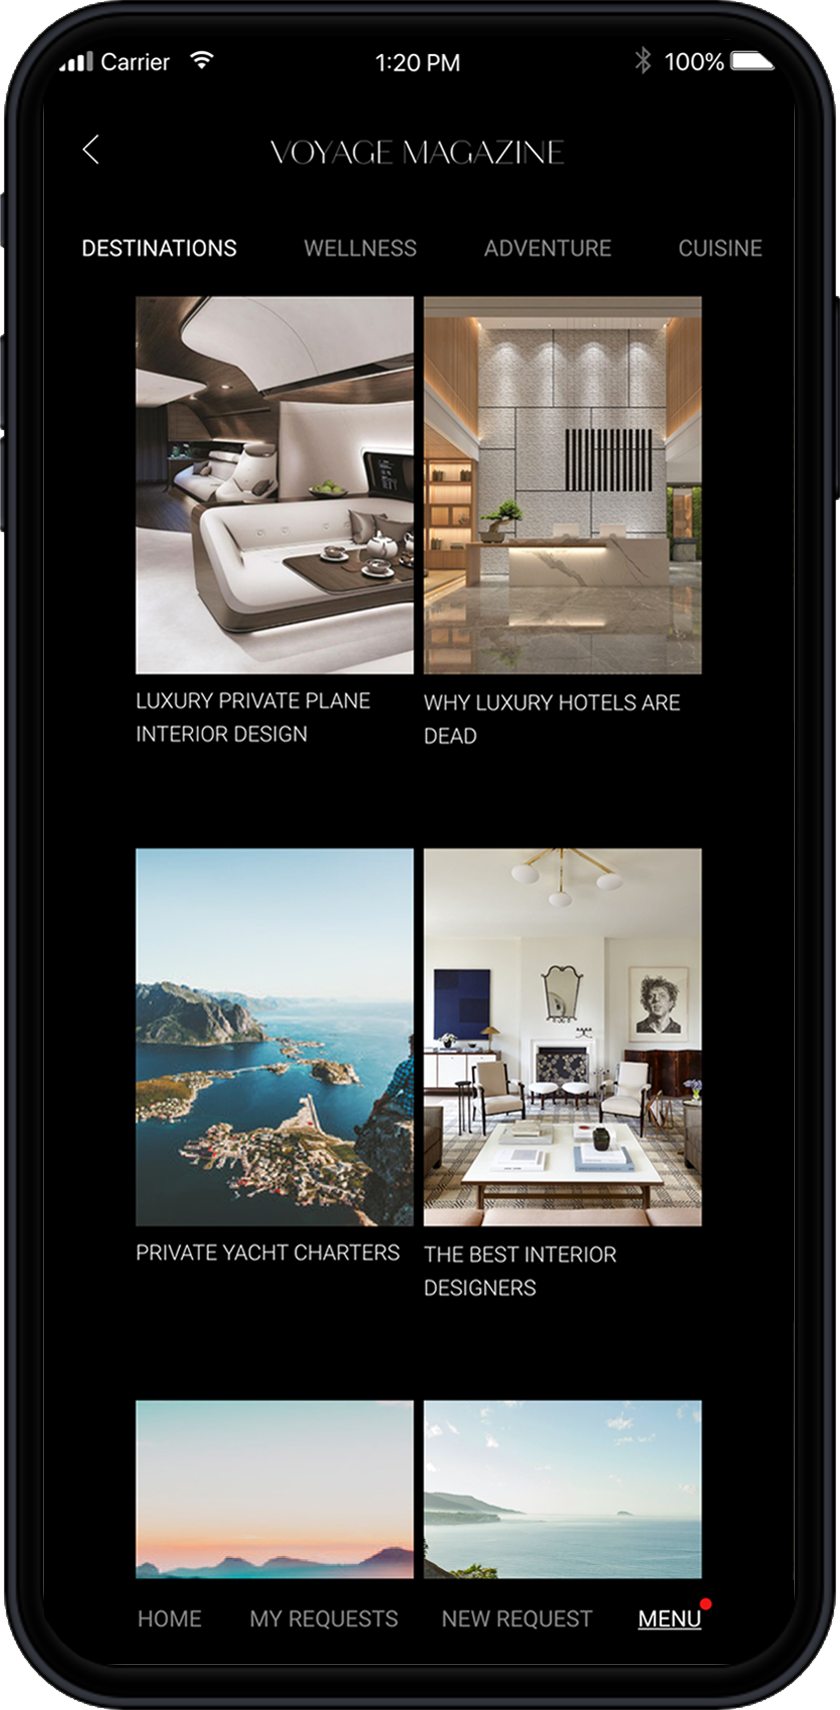 Carrier 1:20 PM 100%
VOYAGE MAGAZINE
DESTINATIONS WELLNESS ADVENTURE CUISINE
LUXURY PRIVATE PLANE
INTERIOR DESIGN
WHY LUXURY HOTELS ARE
DEAD
PRIVATE YACHT CHARTERS
THE BEST INTERIOR
DESIGNERS
HOME MY REQUESTS NEW REQUEST MENU